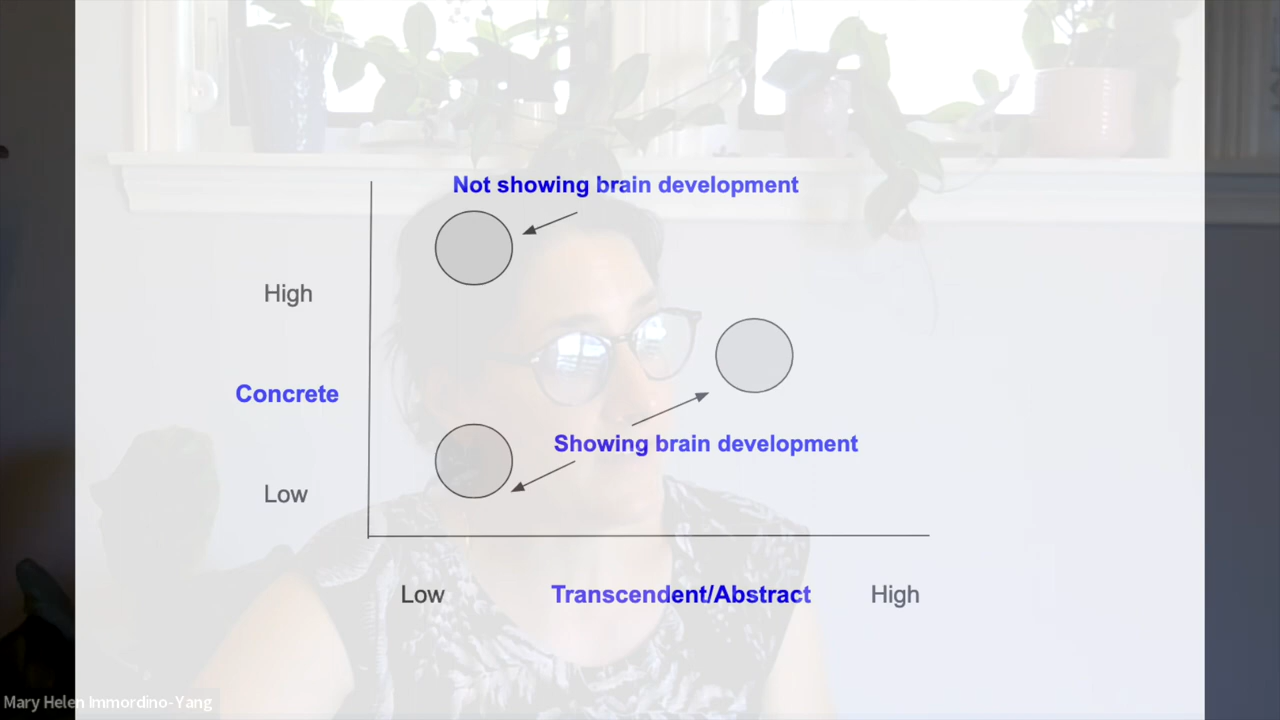 Not showing brain development
High
Concrete
Showing brain development
Low
Low
Transcendent/Abstract
High
Mary Helen Immordino-Yang